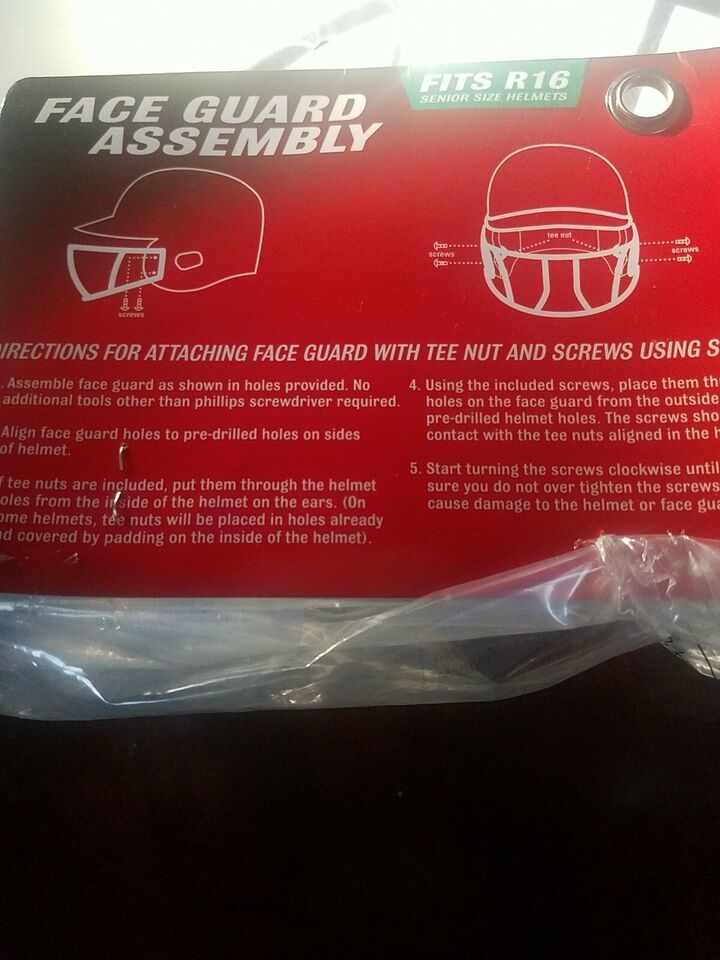 FITS R16
SENIOR SIZE HELMETS
FACE GUARD
ASSEMBLY
screws
tee nut
screws
screws
DIRECTIONS FOR ATTACHING FACE GUARD WITH TEE NUT AND SCREWS USING S
. Assemble face guard as shown in holes provided. No
additional tools other than phillips screwdriver required.
Align face guard holes to pre-drilled holes on sides
of helmet.
f tee nuts are included, put them through the helmet
oles from the inside of the helmet on the ears. (On
ome helmets, tee nuts will be placed in holes already
nd covered by padding on the inside of the helmet).
4. Using the included screws, place them th
holes on the face guard from the outside
pre-drilled helmet holes. The screws sho
contact with the tee nuts aligned in the h
5. Start turning the screws clockwise until
sure you do not over tighten the screws
cause damage to the helmet or face gua